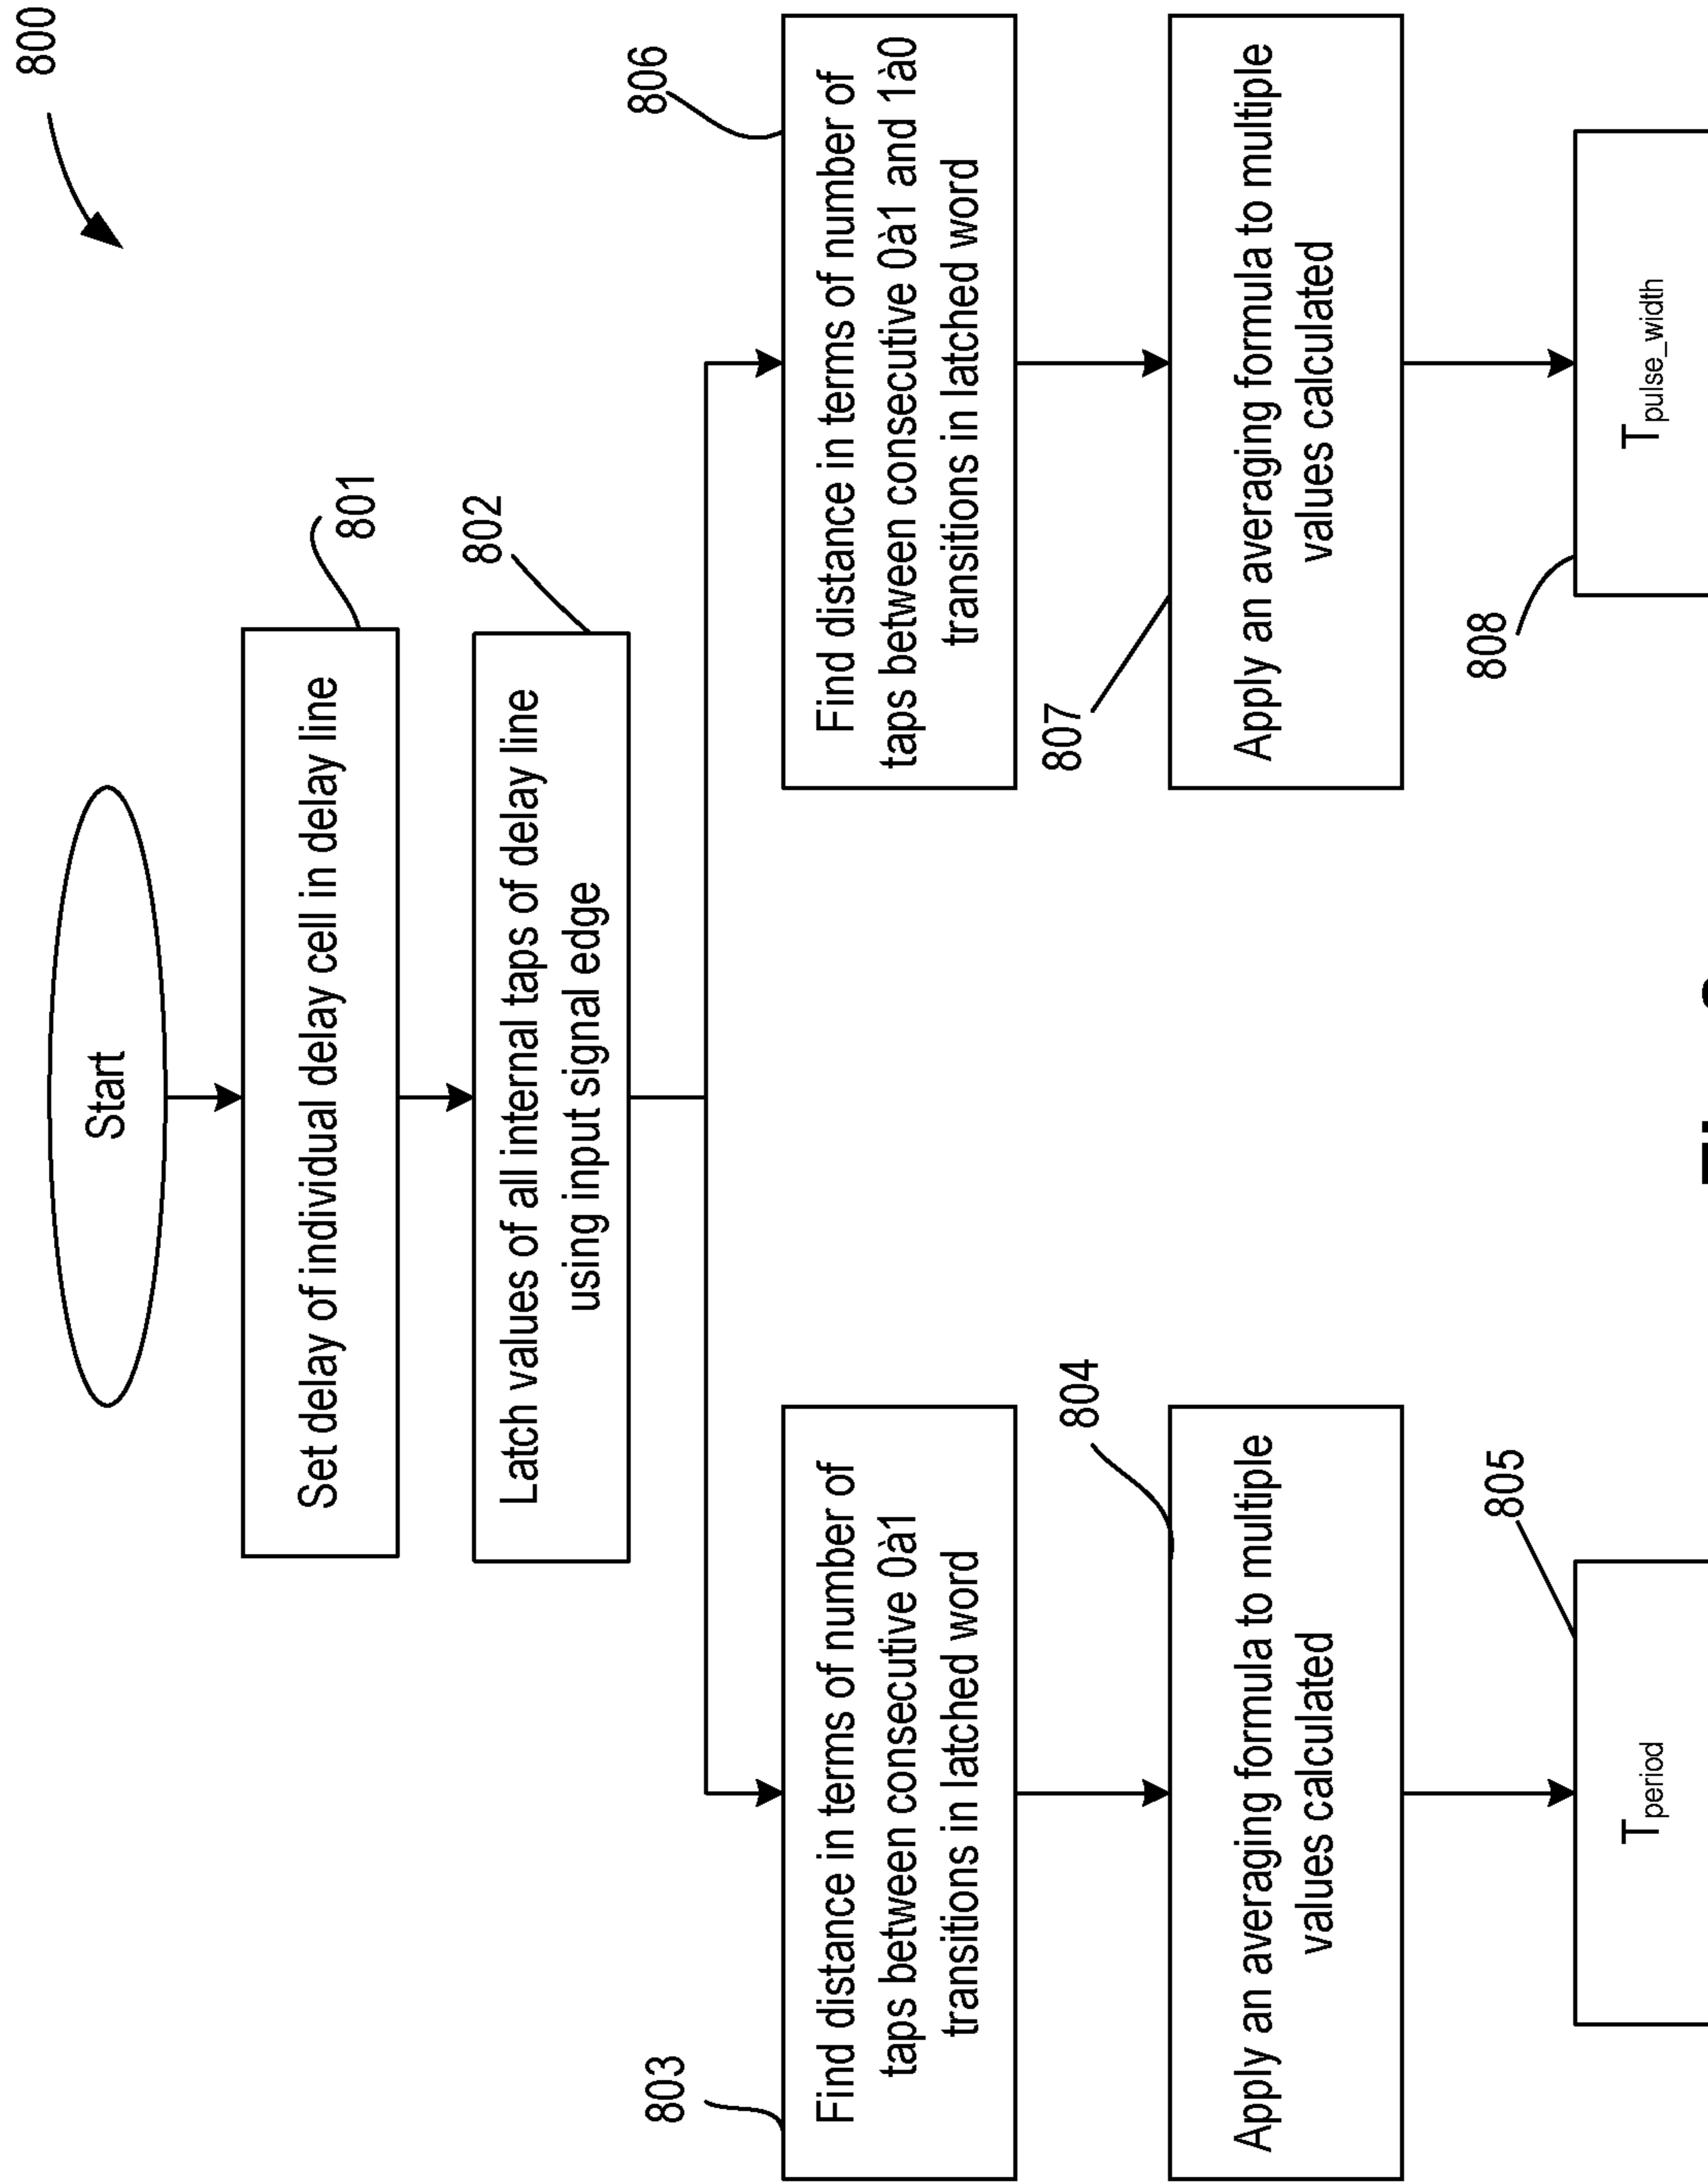 800
Start
801
Set delay of individual delay cell in delay line
802
Latch values of all internal taps of delay line
using input signal edge
803
Find distance in terms of number of
taps between consecutive 0à1
transitions in latched word
806
Find distance in terms of number of
taps between consecutive 0à1 and 1à0
transitions in latched word
804
Apply an averaging formula to multiple
values calculated
807
Apply an averaging formula to multiple
values calculated
805
Tperiod
808
Tpulse_width